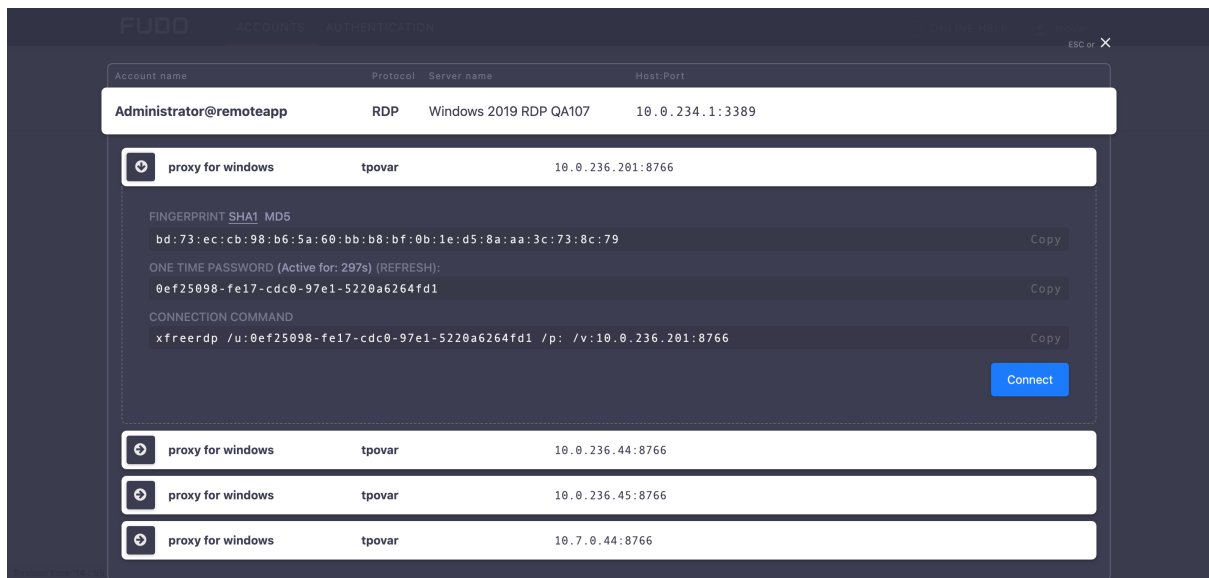 FUDO ACCOUNTS AUTHENTICATION
ESC or X
Account name Protocol Server name Host:Port
Administrator@remoteapp RDP Windows 2019 RDP QA107 10.0.234.1:3389
proxy for windows tpovar 10.0.236.201:8766
FINGERPRINT SHA1 MD5
bd:73:ec:cb:98:b6:5a:60:bb:b8:bf:0b:1e:d5:8a:aa:3c:73:8c:79 Copy
ONE TIME PASSWORD (Active for: 297s) (REFRESH):
0ef25098-fe17-cdc0-97e1-5220a6264fd1 Copy
CONNECTION COMMAND
xfreerdp /u:0ef25098-fe17-cdc0-97e1-5220a6264fd1 /p: /v:10.0.236.201:8766 Copy
Connect
proxy for windows tpovar 10.0.236.44:8766
proxy for windows tpovar 10.0.236.45:8766
proxy for windows tpovar 10.7.0.44:8766